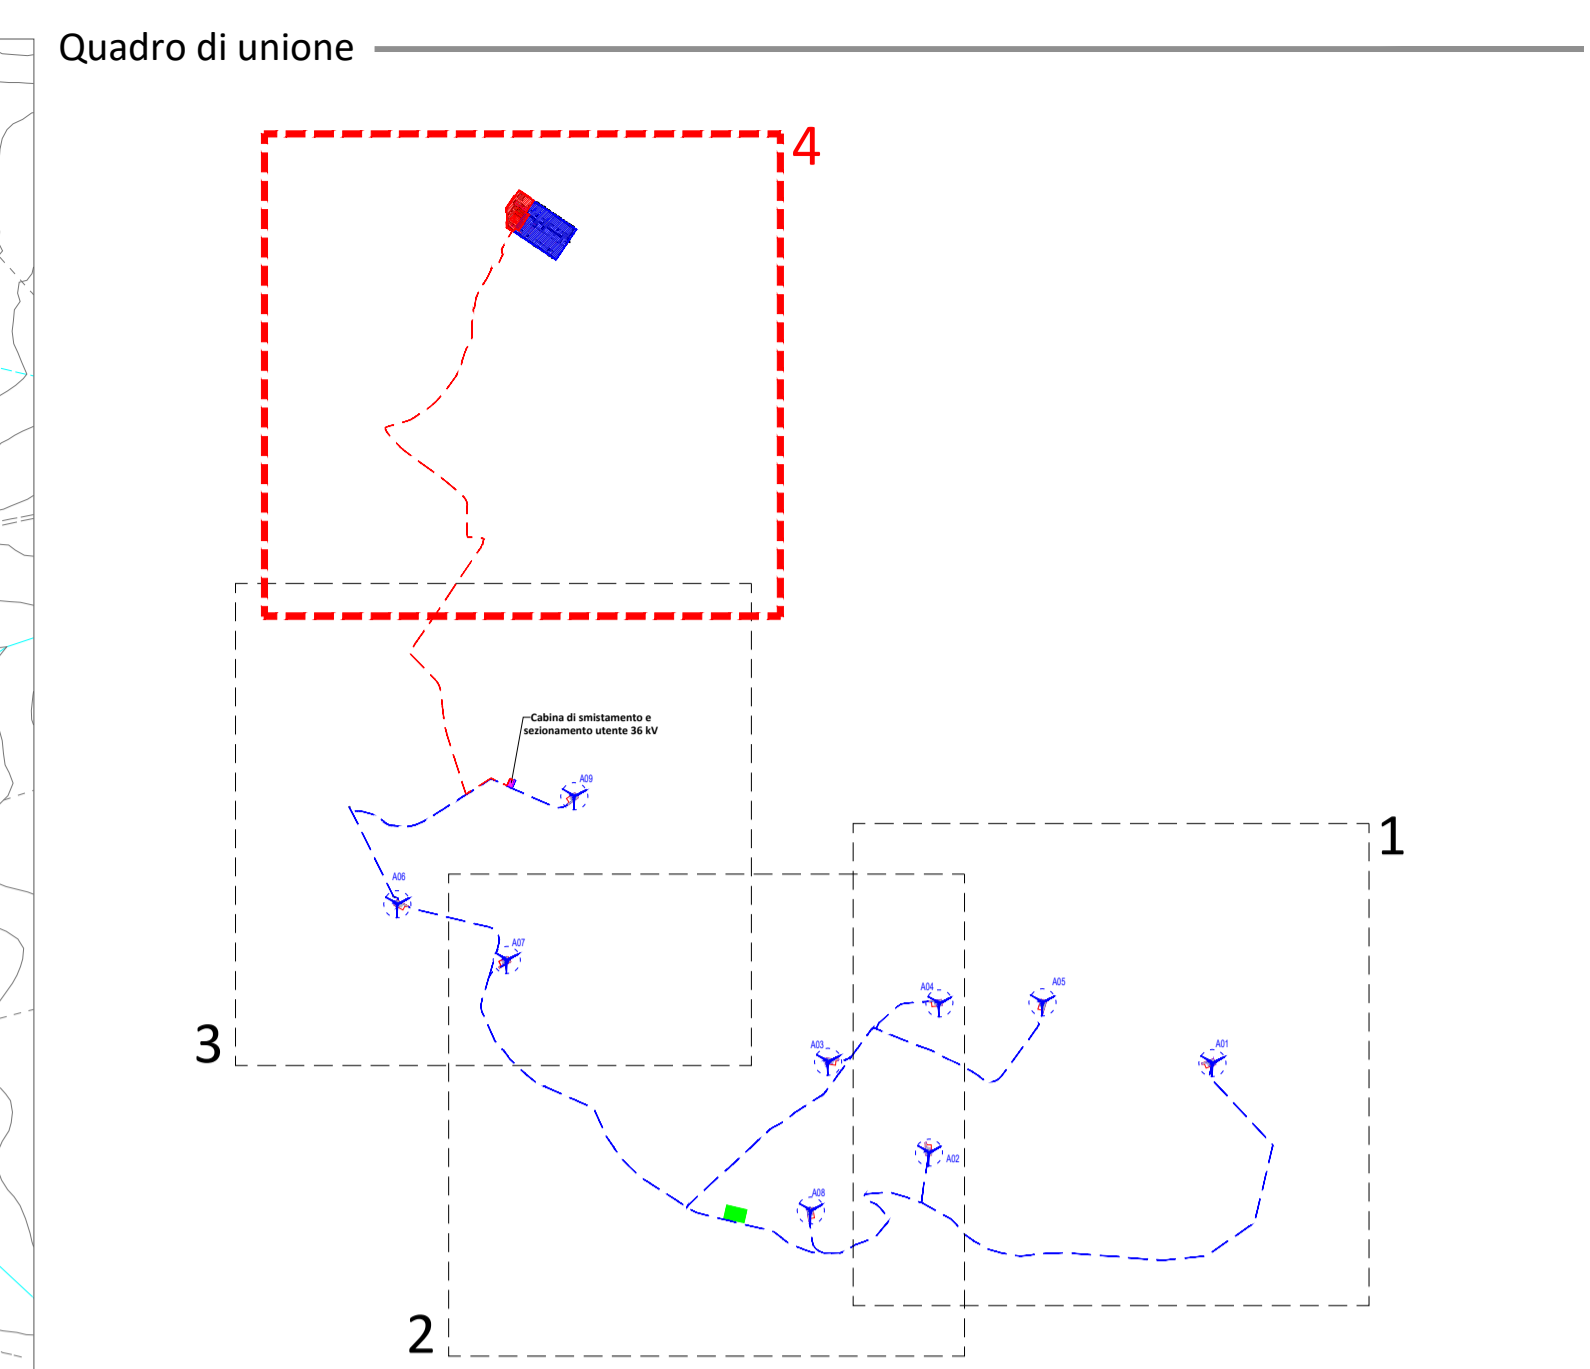 Quadro di unione
4
Cabina di smistamento e
sezionamento utente 36 kV
A09
1
A06
A07
A04
A05
3
A03
A01
A02
A08
2